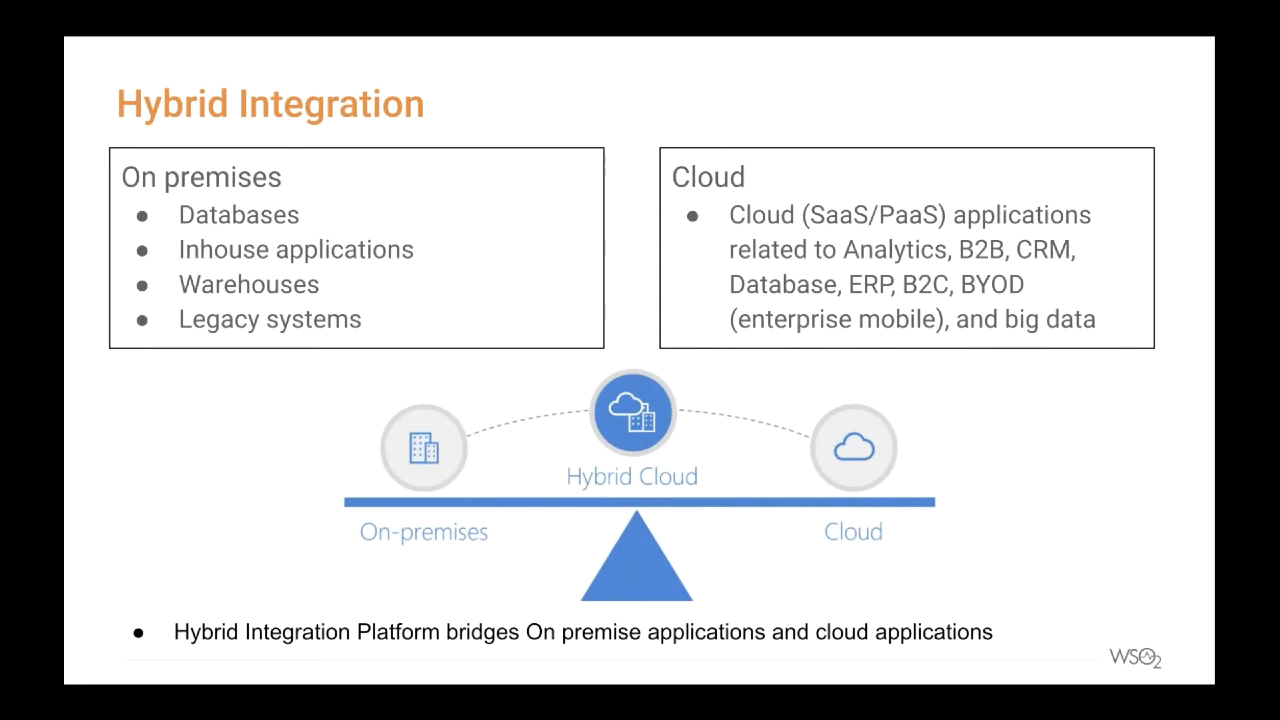 Hybrid Integration
On premises
● Databases
● Inhouse applications
● Warehouses
● Legacy systems
Cloud
● Cloud (SaaS/PaaS) applications
related to Analytics, B2B, CRM,
Database, ERP, B2C, BYOD
(enterprise mobile), and big data
Hybrid Cloud
On-premises
Cloud
● Hybrid Integration Platform bridges On premise applications and cloud applications
WSO2